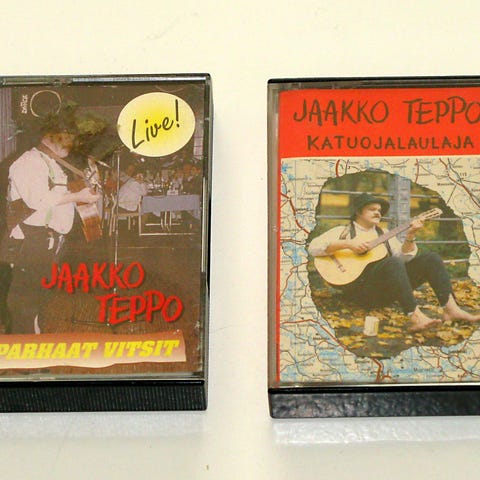 Live!
JAAKKO
TEPPO
PARHAAT VITSIT
JAAKKO TEPPO
KATUOJALAULAJA